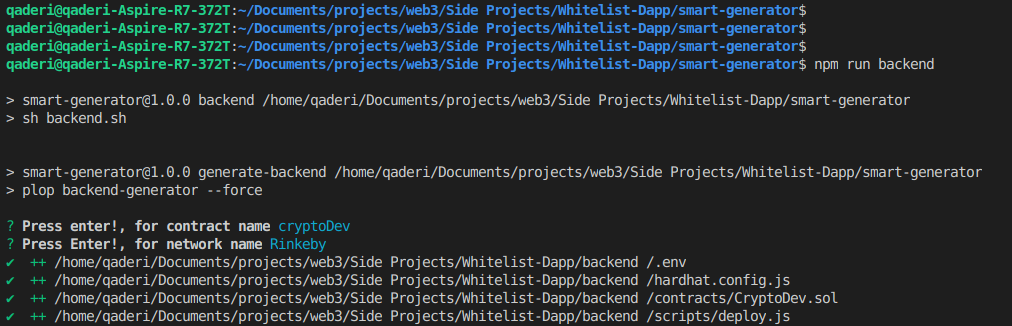 qaderi@qaderi-Aspire-R7-372T:~/Documents/projects/web3/Side Projects/Whitelist-Dapp/smart-generator$
qaderi@qaderi-Aspire-R7-372T:~/Documents/projects/web3/Side Projects/Whitelist-Dapp/smart-generator$
qaderi@qaderi-Aspire-R7-372T:~/Documents/projects/web3/Side Projects/Whitelist-Dapp/smart-generator$
qaderi@qaderi-Aspire-R7-372T:~/Documents/projects/web3/Side Projects/Whitelist-Dapp/smart-generator$ npm run backend
> smart-generator@1.0.0 backend /home/qaderi/Documents/projects/web3/Side Projects/Whitelist-Dapp/smart-generator
> sh backend.sh
> smart-generator@1.0.0 generate-backend /home/qaderi/Documents/projects/web3/Side Projects/Whitelist-Dapp/smart-generator
> plop backend-generator --force
? Press enter!, for contract name cryptoDev
? Press Enter!, for network name Rinkeby
✔ ++ /home/qaderi/Documents/projects/web3/Side Projects/Whitelist-Dapp/backend /.env
✔ ++ /home/qaderi/Documents/projects/web3/Side Projects/Whitelist-Dapp/backend /hardhat.config.js
✔ ++ /home/qaderi/Documents/projects/web3/Side Projects/Whitelist-Dapp/backend /contracts/CryptoDev.sol
✔ ++ /home/qaderi/Documents/projects/web3/Side Projects/Whitelist-Dapp/backend /scripts/deploy.js